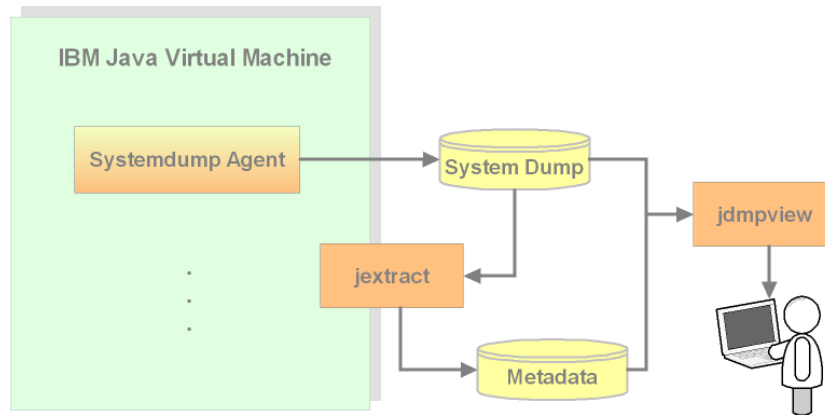 IBM Java Virtual Machine
Systemdump Agent
System Dump
jdmpview
jextract
Metadata